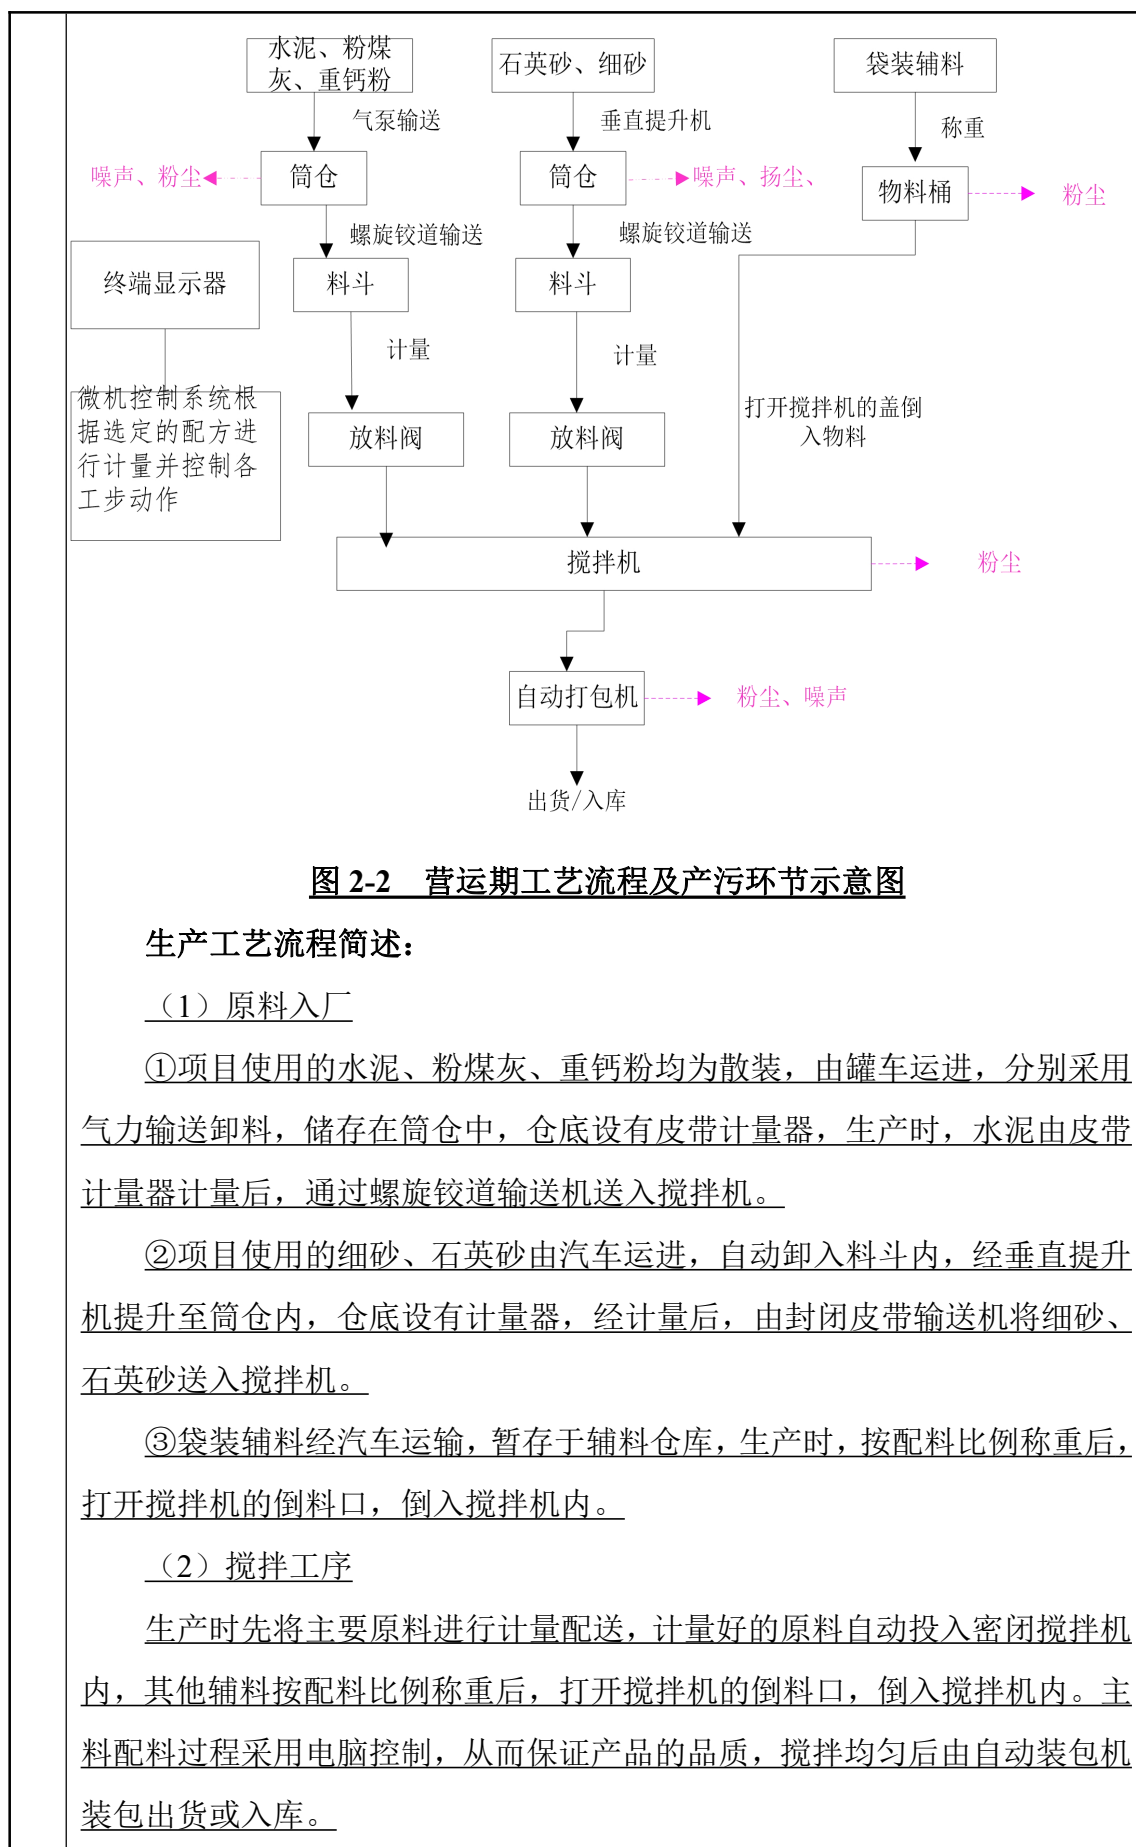 水泥、粉煤
灰、重钙粉
石英砂、细砂
袋装辅料
气泵输送
垂直提升机
称重
噪声、粉尘
筒仓
筒仓
噪声、扬尘、
物料桶
粉尘
螺旋铰道输送
螺旋铰道输送
终端显示器
料斗
料斗
计量
计量
微机控制系统根
据选定的配方进
行计量并控制各
工步动作
打开搅拌机的盖倒
入物料
放料阀
放料阀
搅拌机
粉尘
自动打包机
粉尘、噪声
出货/入库
图 2-2 营运期工艺流程及产污环节示意图
生产工艺流程简述：
（1）原料入厂
①项目使用的水泥、粉煤灰、重钙粉均为散装，由罐车运进，分别采用
气力输送卸料，储存在筒仓中，仓底设有皮带计量器，生产时，水泥由皮带
计量器计量后，通过螺旋铰道输送机送入搅拌机。
②项目使用的细砂、石英砂由汽车运进，自动卸入料斗内，经垂直提升
机提升至筒仓内，仓底设有计量器，经计量后，由封闭皮带输送机将细砂、
石英砂送入搅拌机。
③袋装辅料经汽车运输，暂存于辅料仓库，生产时，按配料比例称重后，
打开搅拌机的倒料口，倒入搅拌机内。
（2）搅拌工序
生产时先将主要原料进行计量配送，计量好的原料自动投入密闭搅拌机
内，其他辅料按配料比例称重后，打开搅拌机的倒料口，倒入搅拌机内。主
料配料过程采用电脑控制，从而保证产品的品质，搅拌均匀后由自动装包机
装包出货或入库。